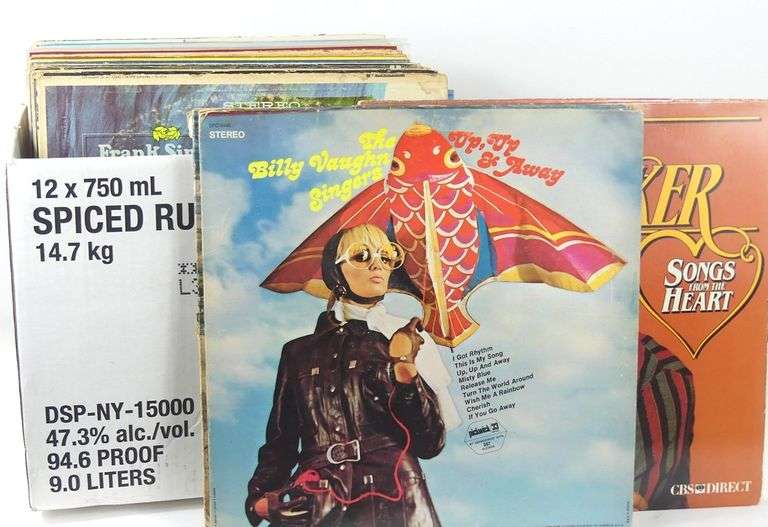 STEREO
Frank
12 x 750 mL
SPICED RU
14.7 kg
DSP-NY-15000
47.3% alc./vol.
94.6 PROOF
9.0 LITERS
STEREO
The
Billy Vaughn
Singers
Up, Up
& Away
I Got Rhythm
This Is My Song
Up, Up And Away
Misty Blue
Release Me
Turn The World Around
Wish Me A Rainbow
Cherish
If You Go Away
pickwick 33
KER
SONGS
FROM THE
HEART
CBS DIRECT